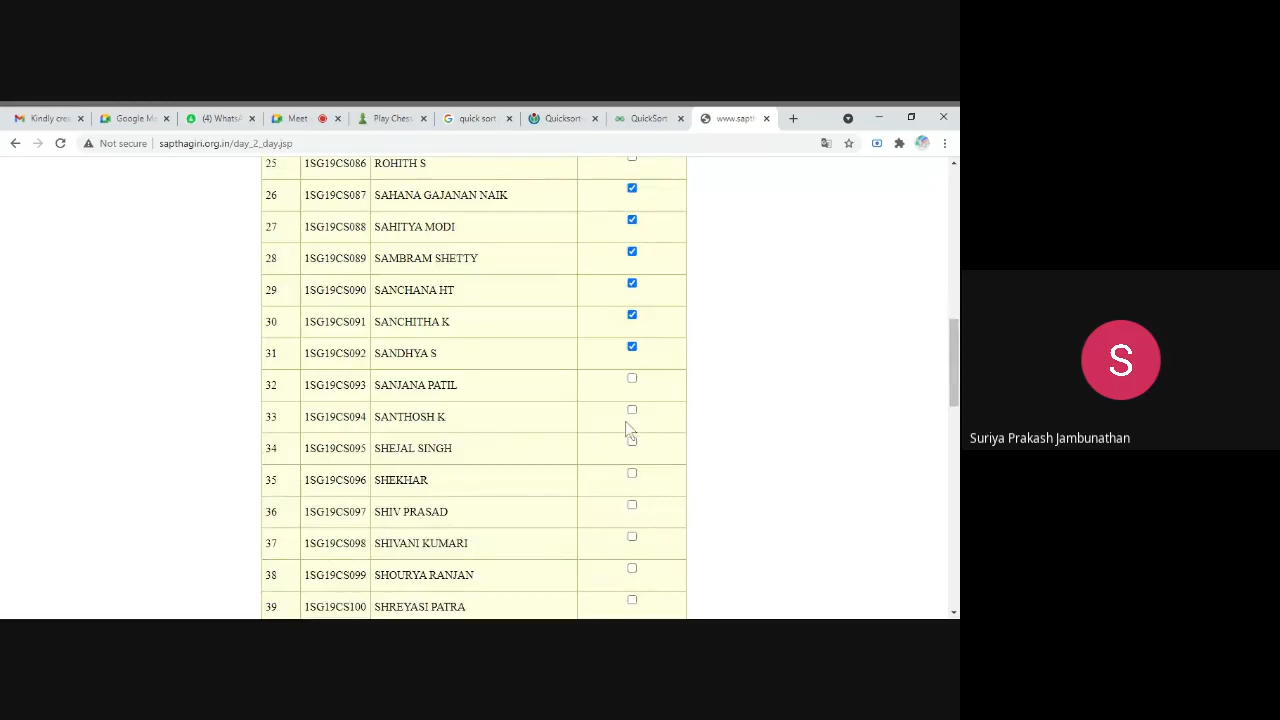 Kindly crea
Google Me
(4) WhatsA
Meet
Play Chess
quick sort
Quicksort
QuickSort
www.sapth
Not secure
sapthagiri.org.in/day_2_day.jsp
25 1SG19CS086 ROHITH S
26 1SG19CS087 SAHANA GAJANAN NAIK
27 1SG19CS088 SAHITYA MODI
28 1SG19CS089 SAMBRAM SHETTY
29 1SG19CS090 SANCHANA HT
30 1SG19CS091 SANCHITHA K
31 1SG19CS092 SANDHYA S
32 1SG19CS093 SANJANA PATIL
33 1SG19CS094 SANTHOSH K
34 1SG19CS095 SHEJAL SINGH
35 1SG19CS096 SHEKHAR
36 1SG19CS097 SHIV PRASAD
37 1SG19CS098 SHIVANI KUMARI
38 1SG19CS099 SHOURYA RANJAN
39 1SG19CS100 SHREYASI PATRA
S
Suriya Prakash Jambunathan